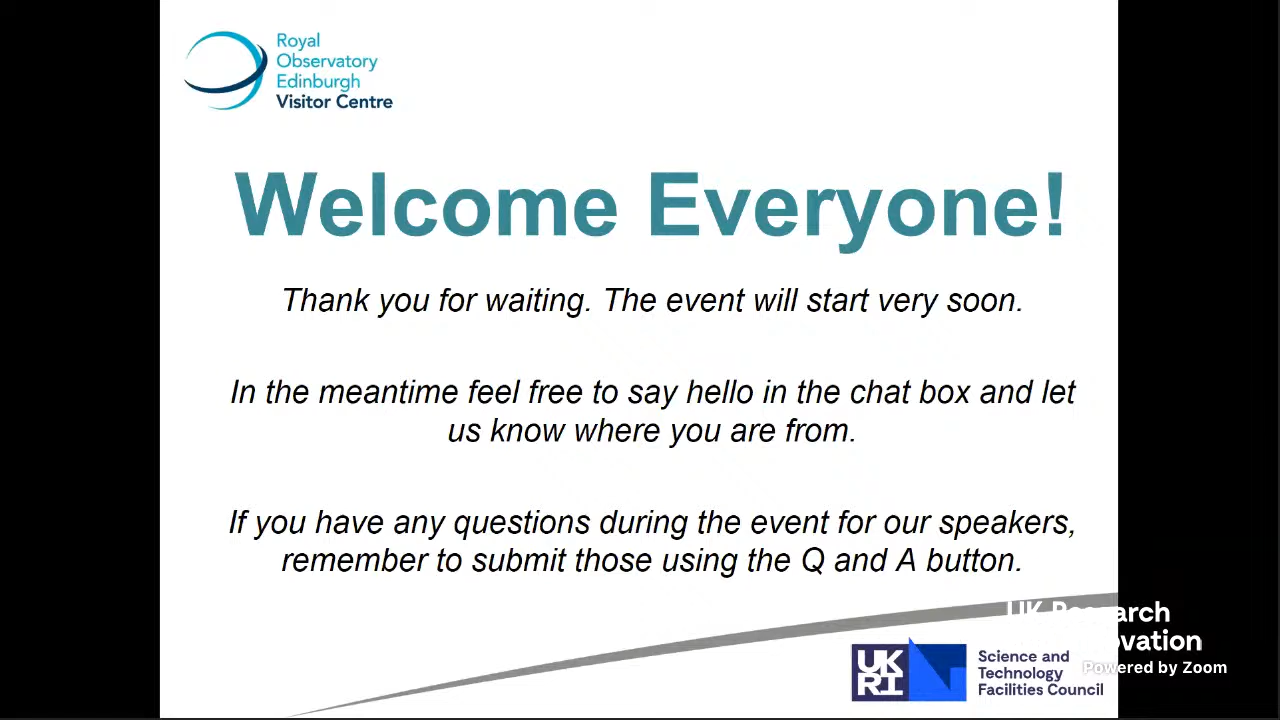 Royal
Observatory
Edinburgh
Visitor Centre
Welcome Everyone!
Thank you for waiting. The event will start very soon.
In the meantime feel free to say hello in the chat box and let
us know where you are from.
If you have any questions during the event for our speakers,
remember to submit those using the Q and A button.
UK Research
Powered by Zoom
UK
RI
Science and
Technology
Facilities Council